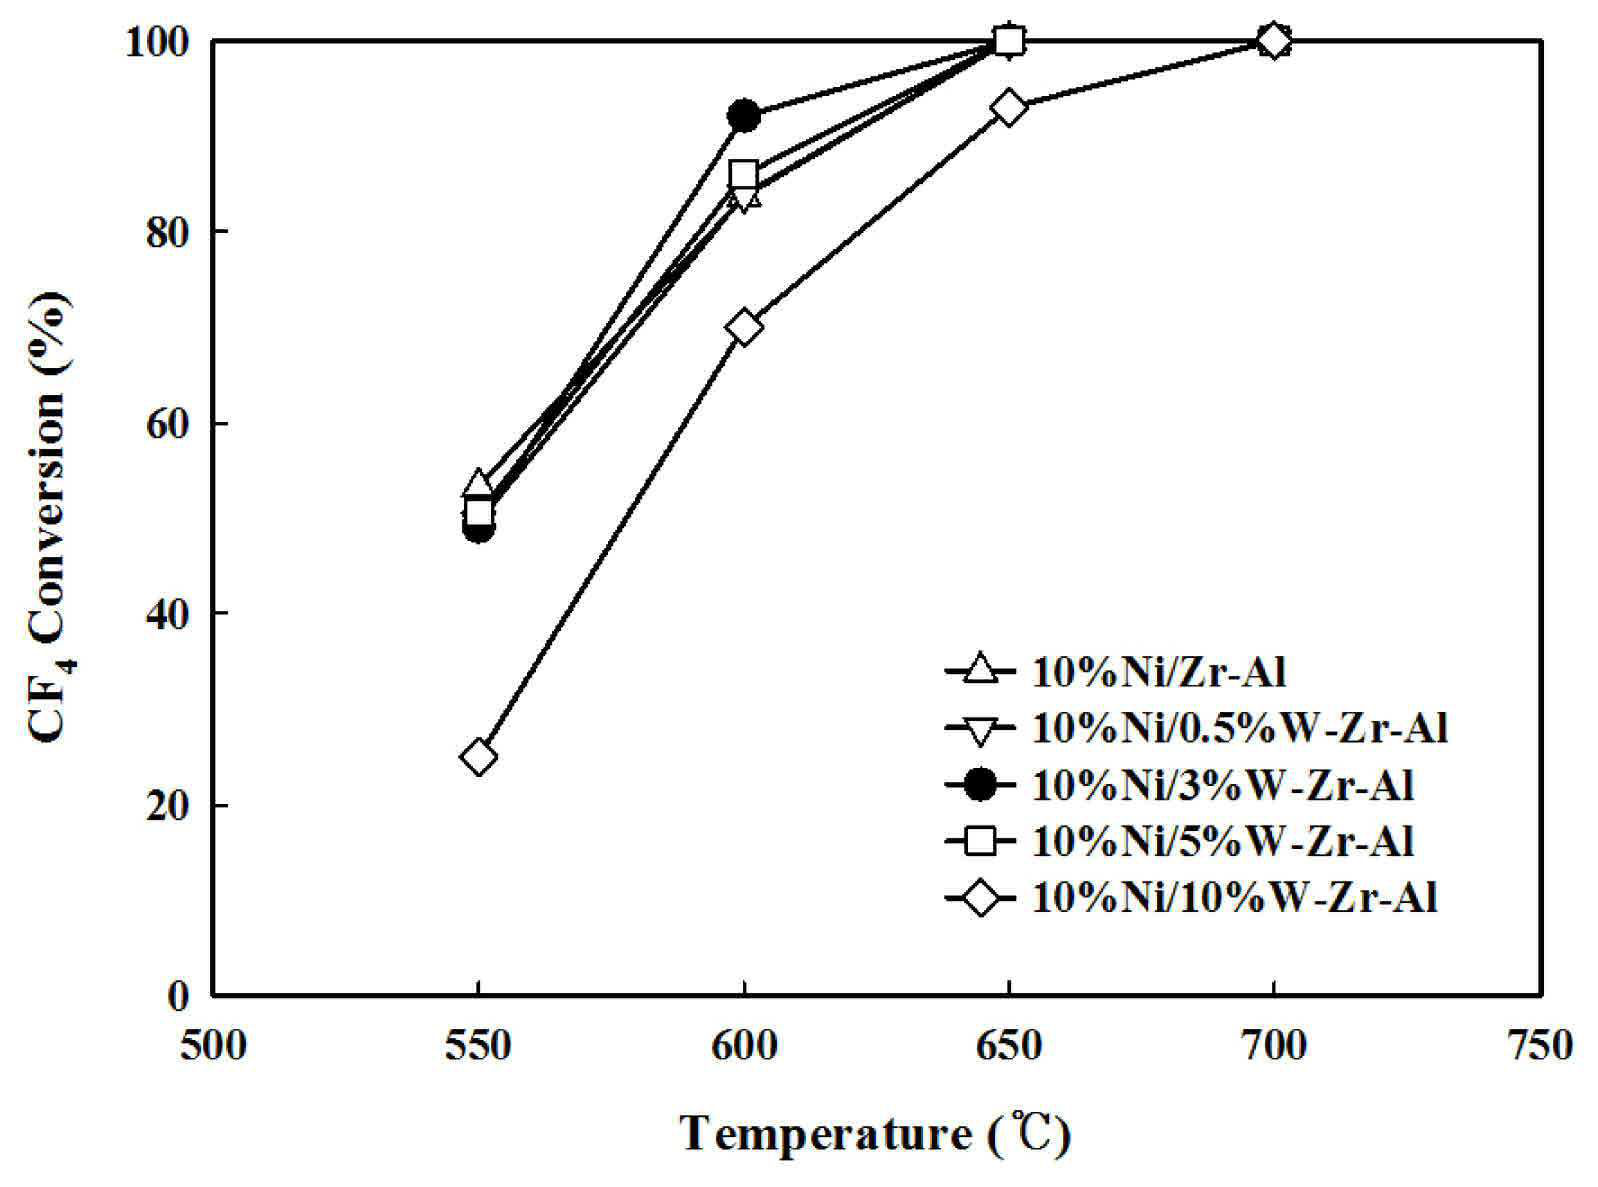 100
80
60
40
20
0
500 550 600 650 700 750
CF4 Conversion (%)
Temperature (℃)
10%Ni/Zr-Al
10%Ni/0.5%W-Zr-Al
10%Ni/3%W-Zr-Al
10%Ni/5%W-Zr-Al
10%Ni/10%W-Zr-Al